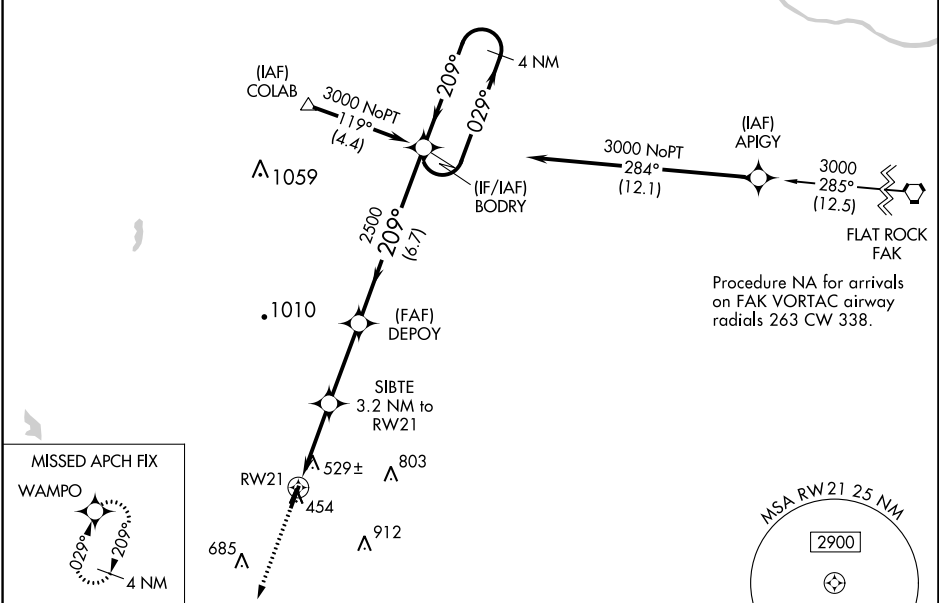 (IAF)
COLAB
3000 NoPT
119°
(4.4)
209°
029°
4 NM
1059
(IF/IAF)
BODRY
3000 NoPT
284°
(12.1)
(IAF)
APIGY
3000
285°
(12.5)
FLAT ROCK
FAK
Procedure NA for arrivals
on FAK VORTAC airway
radials 263 CW 338.
2500
209°
(6.7)
1010
(FAF)
DEPOY
SIBTE
3.2 NM to
RW21
RW21
529±
803
454
912
685
MISSED APCH FIX
WAMPO
029°
209°
4 NM
MSA RW21 25 NM
2900